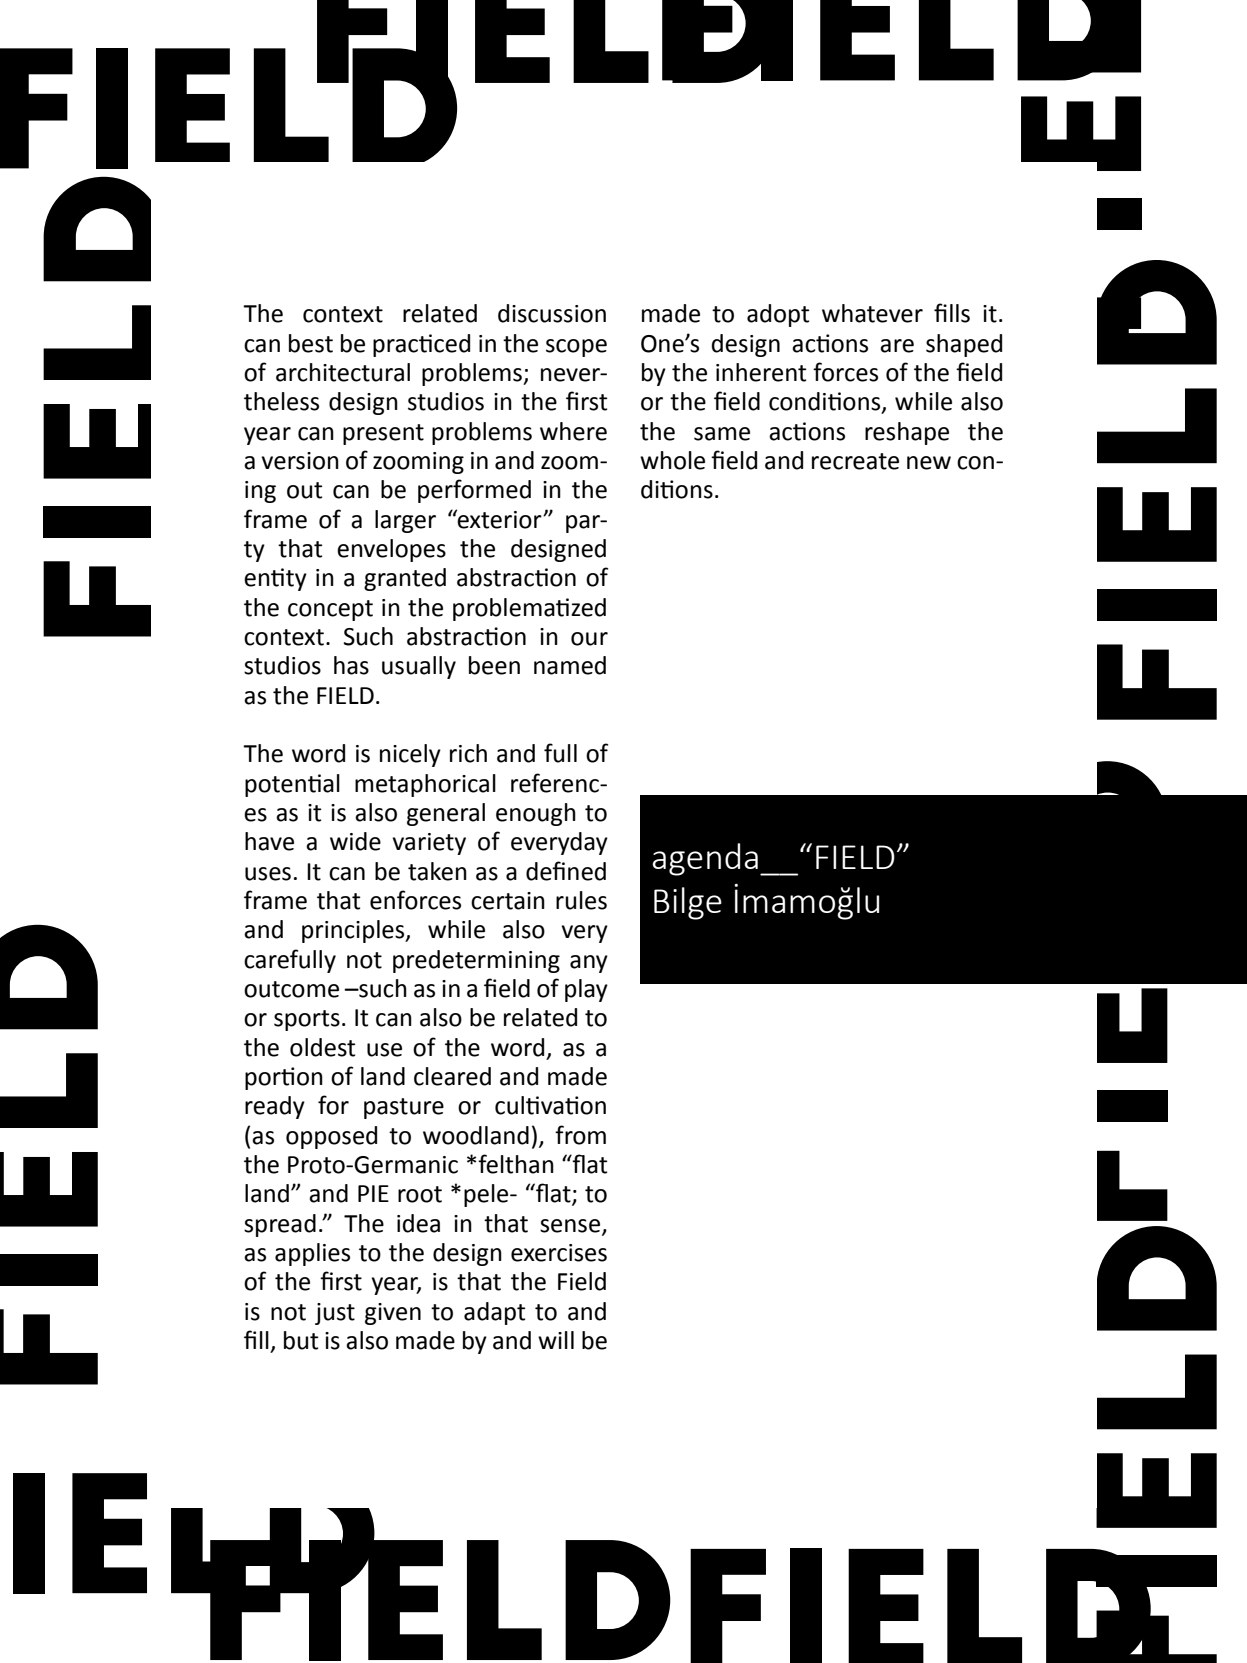 FIELD
FIELD
FIELD
FIELD
FIELD
FIELD
The context related discussion
can best be practiced in the scope
of architectural problems; never-
theless design studios in the first
year can present problems where
a version of zooming in and zoom-
ing out can be performed in the
frame of a larger “exterior” par-
ty that envelopes the designed
entity in a granted abstraction of
the concept in the problematized
context. Such abstraction in our
studios has usually been named
as the FIELD.
The word is nicely rich and full of
potential metaphorical referenc-
es as it is also general enough to
have a wide variety of everyday
uses. It can be taken as a defined
frame that enforces certain rules
and principles, while also very
carefully not predetermining any
outcome –such as in a field of play
or sports. It can also be related to
the oldest use of the word, as a
portion of land cleared and made
ready for pasture or cultivation
(as opposed to woodland), from
the Proto-Germanic *felthan “flat
land” and PIE root *pele- “flat; to
spread.” The idea in that sense,
as applies to the design exercises
of the first year, is that the Field
is not just given to adapt to and
fill, but is also made by and will be
made to adopt whatever fills it.
One’s design actions are shaped
by the inherent forces of the field
or the field conditions, while also
the same actions reshape the
whole field and recreate new con-
ditions.
agenda__“FIELD”
Bilge İmamoğlu
FIELD
FIELD
IELD
FIELD
FIELD